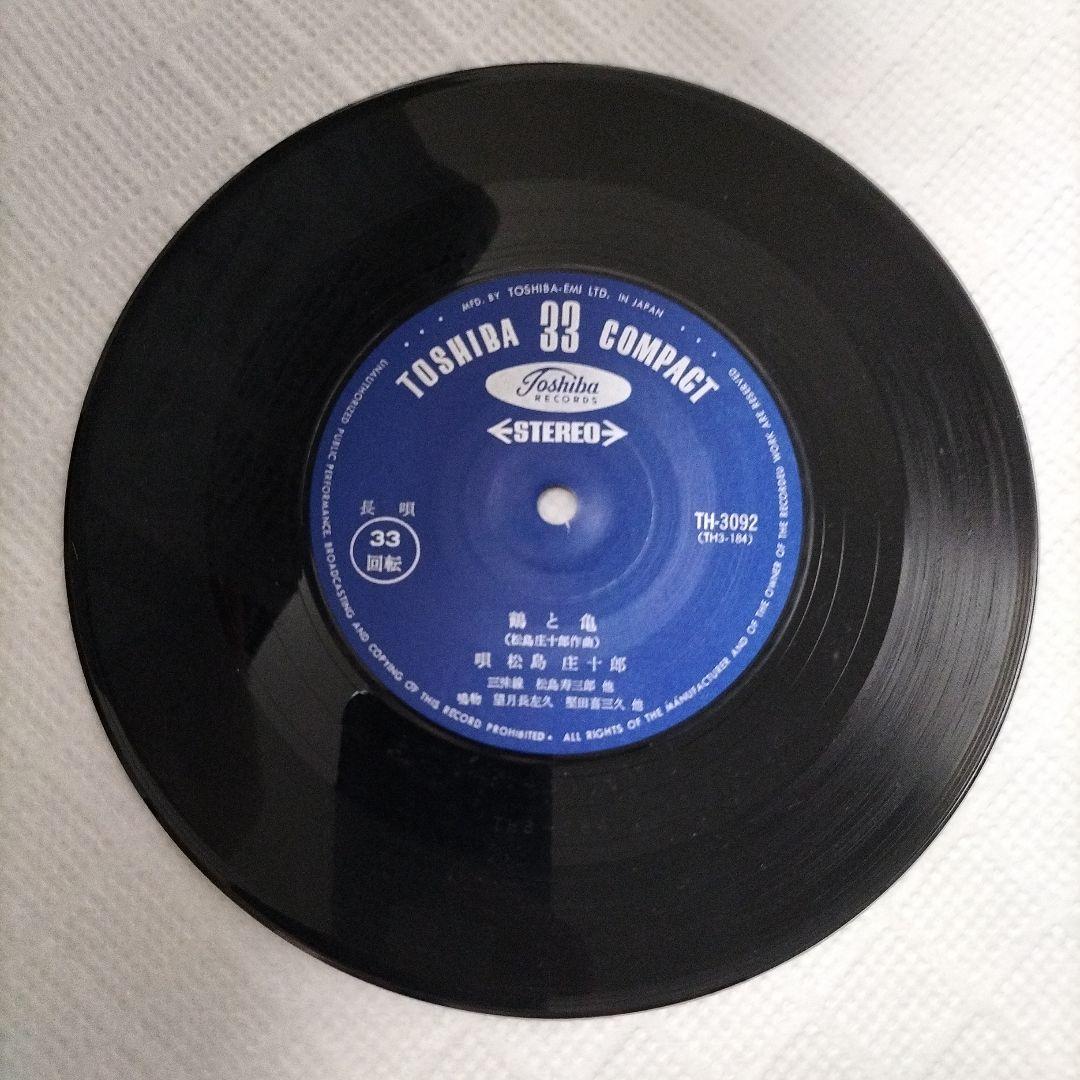 MFD. BY TOSHIBA-EMI LTD. IN JAPAN
TOSHIBA 33 COMPACT
Toshiba
RECORDS
STEREO
長唄
33
回転
TH-3092
(TH3-184)
鶴と亀
(松島庄十郎作曲)
唄 松島 庄十郎
三味線 松島寿三郎 他
鳴物 望月長左久 堅田喜三久 他
UNAUTHORIZED PUBLIC PERFORMANCE, BROADCASTING AND COPYING OF THIS RECORD PROHIBITED. ALL RIGHTS OF THE MANUFACTURER AND OF THE OWNER OF THE RECORDED WORK ARE RESERVED